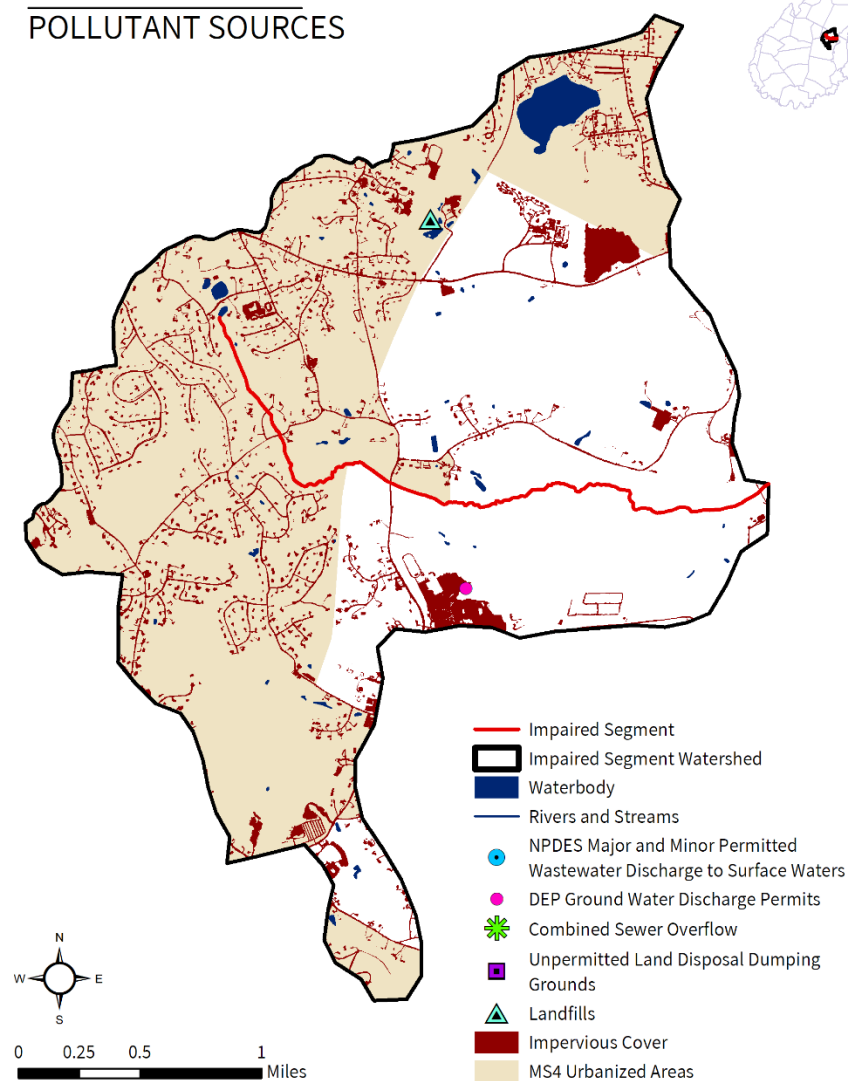 POLLUTANT SOURCES
Impaired Segment
Impaired Segment Watershed
Waterbody
Rivers and Streams
NPDES Major and Minor Permitted
Wastewater Discharge to Surface Waters
DEP Ground Water Discharge Permits
Combined Sewer Overflow
Unpermitted Land Disposal Dumping
Grounds
Landfills
Impervious Cover
MS4 Urbanized Areas
N
W E
S
0 0.25 0.5 1
Miles